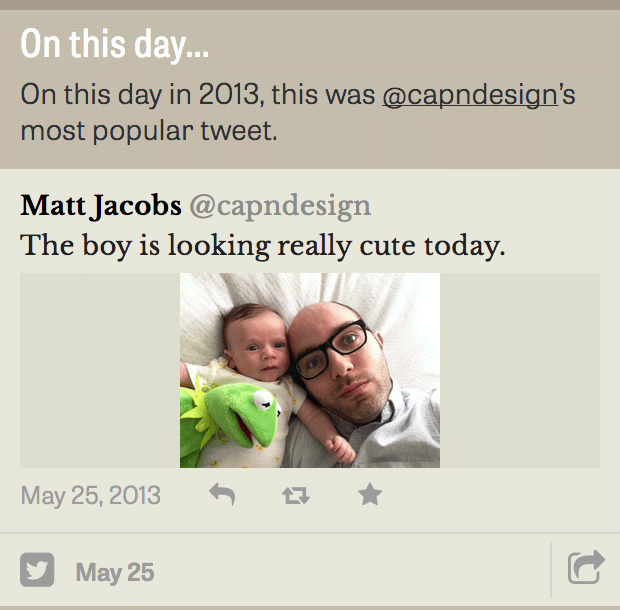 On this day...
On this day in 2013, this was @capndesign's
most popular tweet.
Matt Jacobs @capndesign
The boy is looking really cute today.
May 25, 2013
May 25